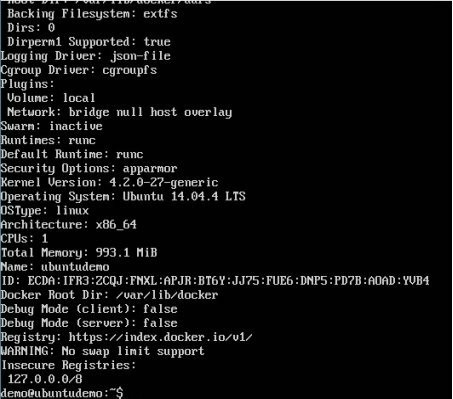 Root Dir: /var/lib/docker/aufs
Backing Filesystem: extfs
Dirs: 0
Dirperm1 Supported: true
Logging Driver: json-file
Cgroup Driver: cgroupfs
Plugins:
Volume: local
Network: bridge null host overlay
Swarm: inactive
Runtimes: runc
Default Runtime: runc
Security Options: apparmor
Kernel Version: 4.2.0-27-generic
Operating System: Ubuntu 14.04.4 LTS
OSType: linux
Architecture: x86_64
CPUs: 1
Total Memory: 993.1 MiB
Name: ubuntudemo
ID: ECDA:IFR3:ZCQJ:FNXL:APJR:BT6Y:JJ75:FUE6:DNP5:PD7B:AOAD:YVB4
Docker Root Dir: /var/lib/docker
Debug Mode (client): false
Debug Mode (server): false
Registry: https://index.docker.io/v1/
WARNING: No swap limit support
Insecure Registries:
127.0.0.0/8
demo@ubuntudemo:~$